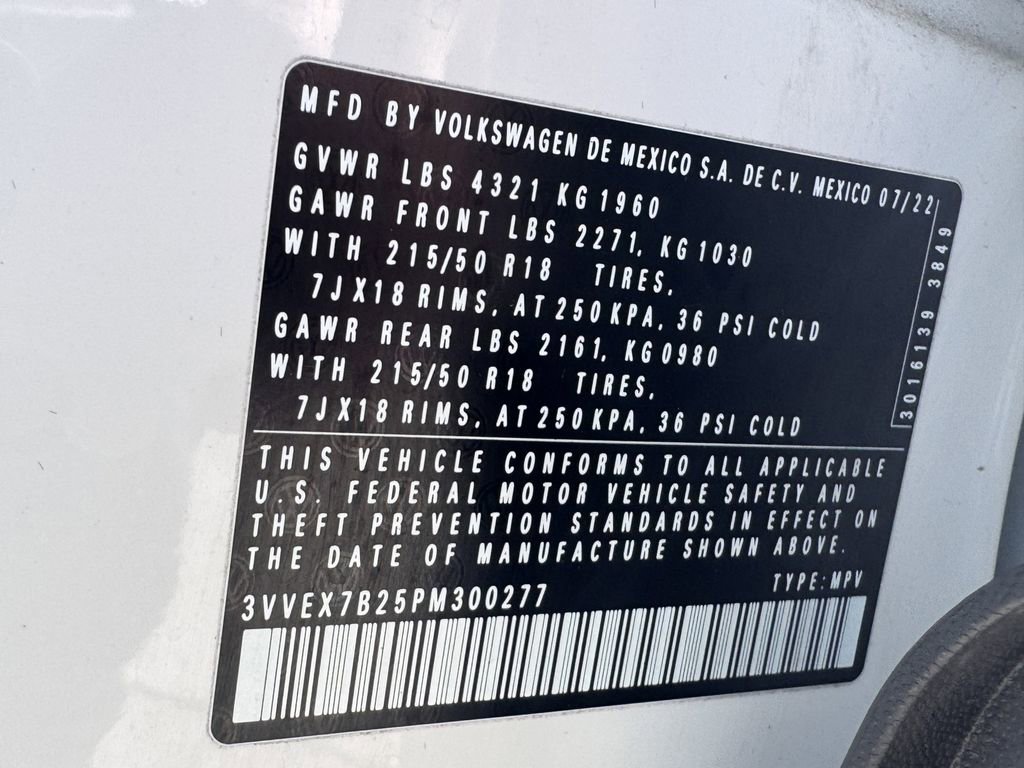 MFD BY VOLKSWAGEN DE MEXICO S.A. DE C.V. MEXICO 07/22
GVWR LBS 4321 KG 1960
GAWR FRONT LBS 2271, KG 1030
WITH 215/50 R18 TIRES,
7JX18 RIMS, AT 250 KPA, 36 PSI COLD
GAWR REAR LBS 2161, KG 0980
WITH 215/50 R18 TIRES,
7JX18 RIMS, AT 250 KPA, 36 PSI COLD
3016139 3849
THIS VEHICLE CONFORMS TO ALL APPLICABLE
U.S. FEDERAL MOTOR VEHICLE SAFETY AND
THEFT PREVENTION STANDARDS IN EFFECT ON
THE DATE OF MANUFACTURE SHOWN ABOVE.
TYPE: MPV
3VVEX7B25PM300277